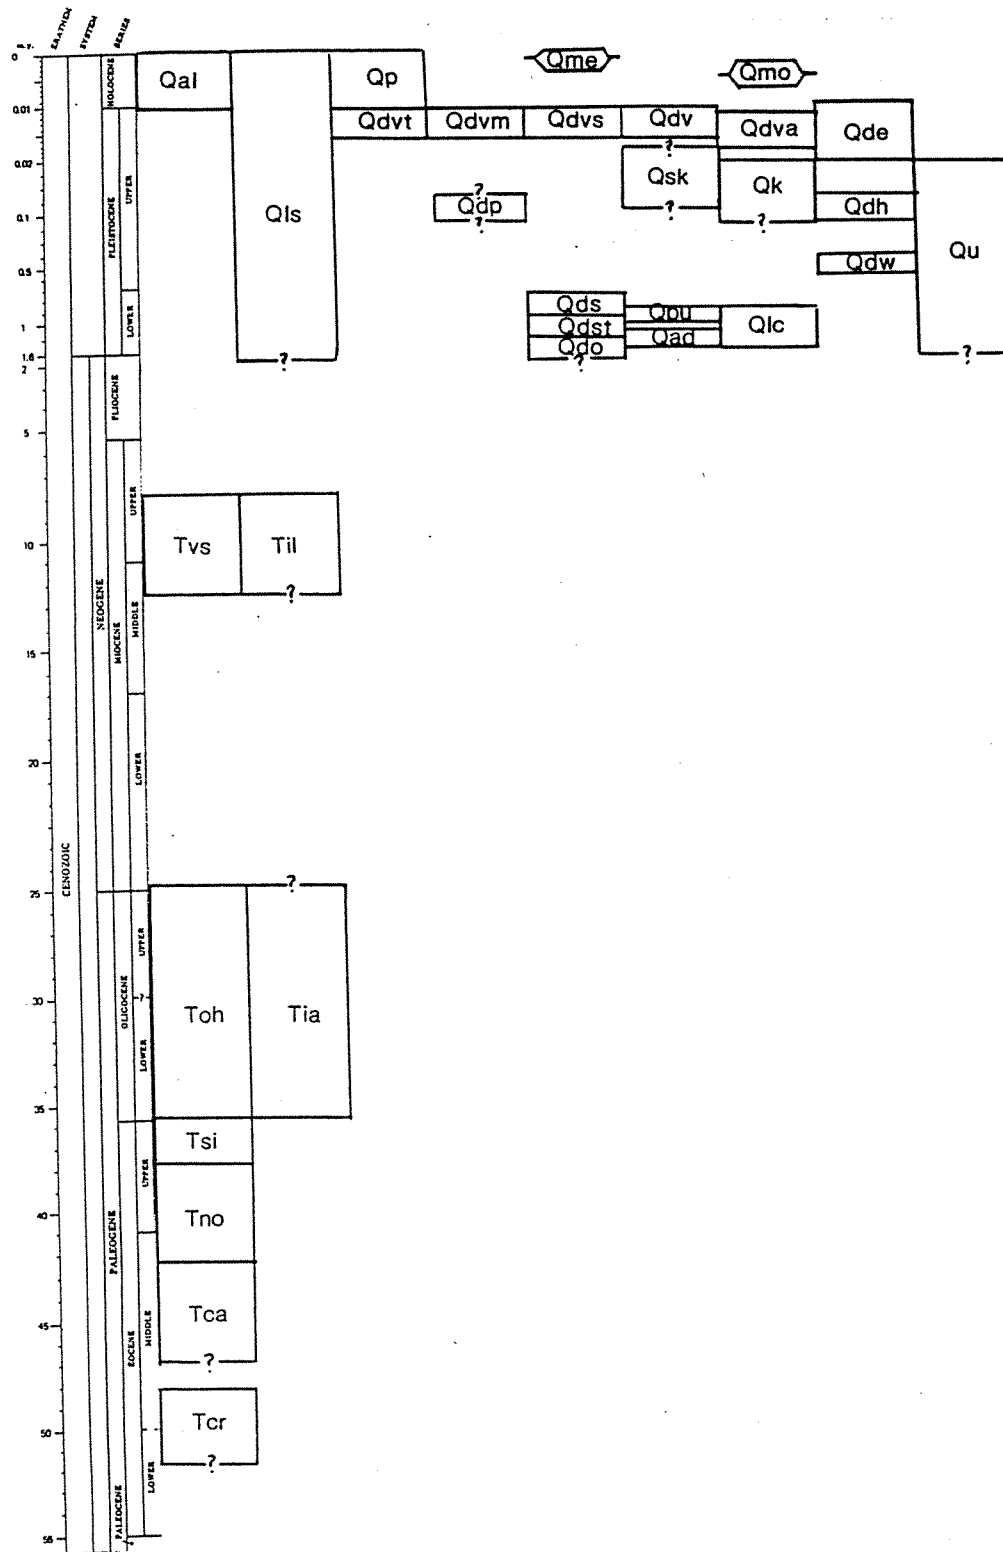 m.y.
ERATHEM
SYSTEM
SERIES
0
HOLOCENE
Qal
Qls
Qp
Qme
Qmo
0.01
Qdvt
Qdvm
Qdvs
Qdv
?
Qdva
Qde
0.02
PLEISTOCENE
UPPER
Qsk
?
Qk
?
?
Qdp
?
Qdh
0.1
Qu
?
0.5
Qdw
LOWER
1
Qds
Qpu
Qlc
Qdst
Qad
Qdo
?
1.6
?
2
PLIOCENE
5
UPPER
10
Tvs
Til
?
NEOGENE
MIOCENE
MIDDLE
15
LOWER
20
CENOZOIC
25
?
UPPER
OLIGOCENE
30
?
Toh
Tia
LOWER
35
Tsi
UPPER
40
Tno
PALEOGENE
Tca
?
MIDDLE
45
EOCENE
Tcr
?
50
LOWER
PALEOCENE
55